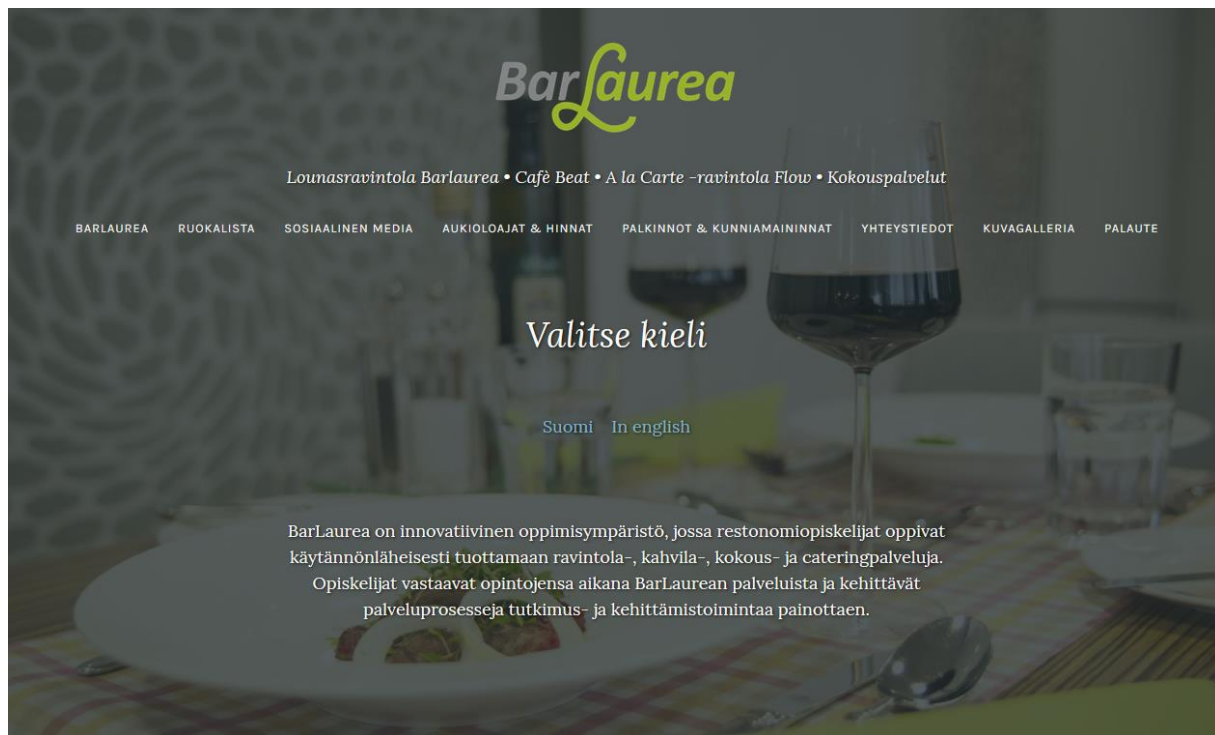 BarLaurea
Lounasravintola Barlaurea • Cafè Beat • A la Carte -ravintola Flow • Kokouspalvelut
BARLAUREA RUOKALISTA SOSIAALINEN MEDIA AUKIOLOAJAT & HINNAT PALKINNOT & KUNNIAMAININNAT YHTEYSTIEDOT KUVAGALLERIA PALAUTE
Valitse kieli
Suomi In english
BarLaurea on innovatiivinen oppimisympäristö, jossa restonomiopiskelijat oppivat
käytännönläheisesti tuottamaan ravintola-, kahvila-, kokous- ja cateringpalveluja.
Opiskelijat vastaavat opintojensa aikana BarLaurean palveluista ja kehittävät
palveluprosesseja tutkimus- ja kehittämistoimintaa painottaen.